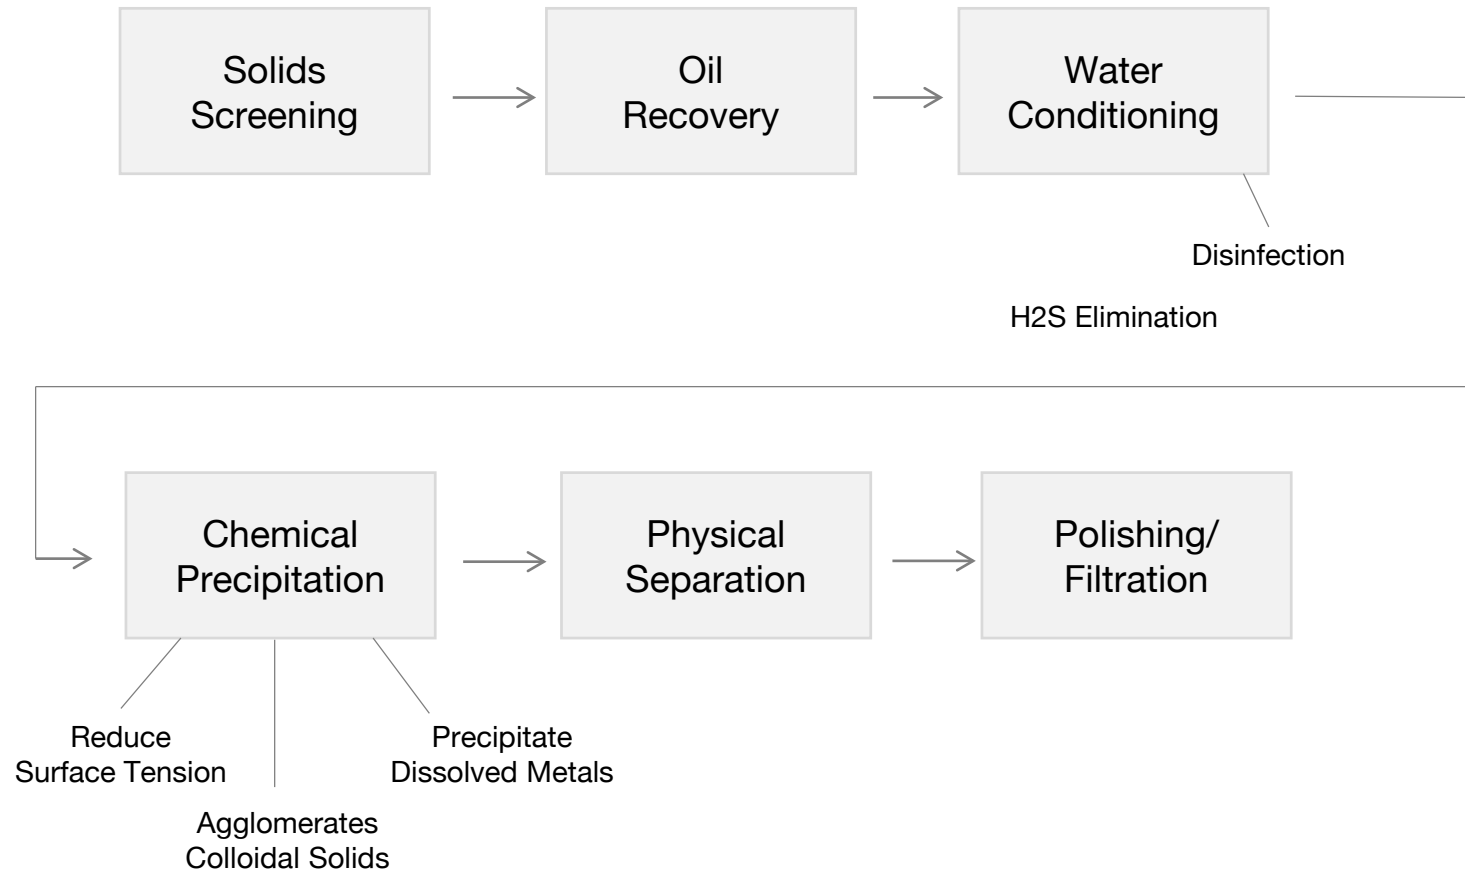 Solids
Screening
Oil
Recovery
Water
Conditioning
Disinfection
H2S Elimination
Chemical
Precipitation
Physical
Separation
Polishing/
Filtration
Reduce
Surface Tension
Precipitate
Dissolved Metals
Agglomerates
Colloidal Solids